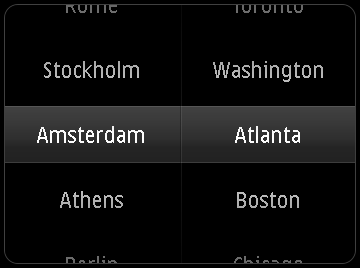 Rome Toronto
Stockholm Washington
Amsterdam Atlanta
Athens Boston
Berlin Chicago